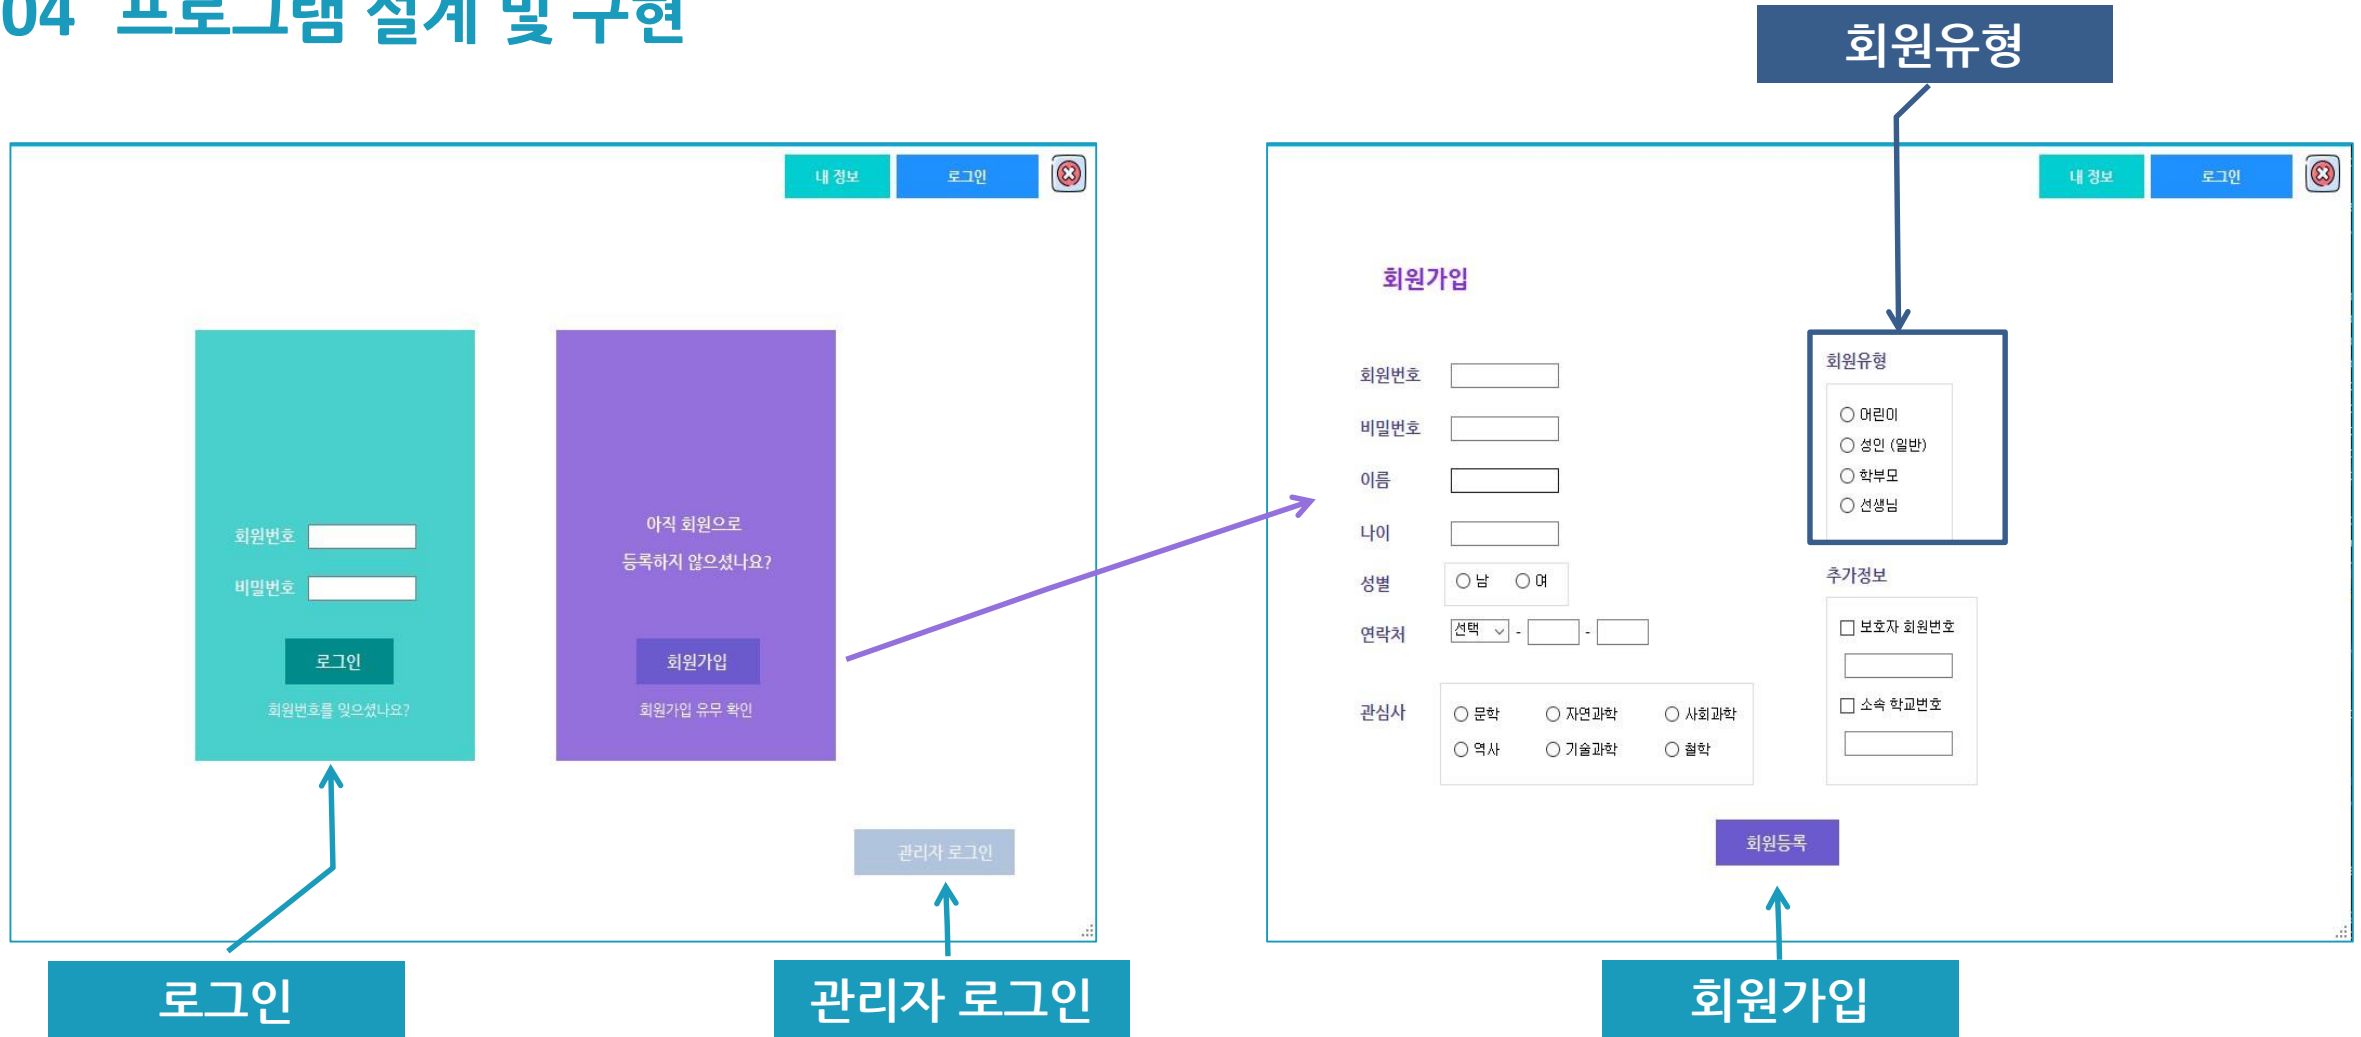 04 프로그램 설계 및 구현
회원유형
내 정보
로그인
회원번호
비밀번호
로그인
회원번호를 잊으셨나요?
아직 회원으로
등록하지 않으셨나요?
회원가입
회원가입 유무 확인
관리자 로그인
로그인
관리자 로그인
내 정보
로그인
회원가입
회원번호
비밀번호
이름
나이
성별 남 여
연락처 선택 - -
관심사 문학 자연과학 사회과학
역사 기술과학 철학
회원유형
어린이
성인 (일반)
학부모
선생님
추가정보
보호자 회원번호
소속 학교번호
회원등록
회원가입